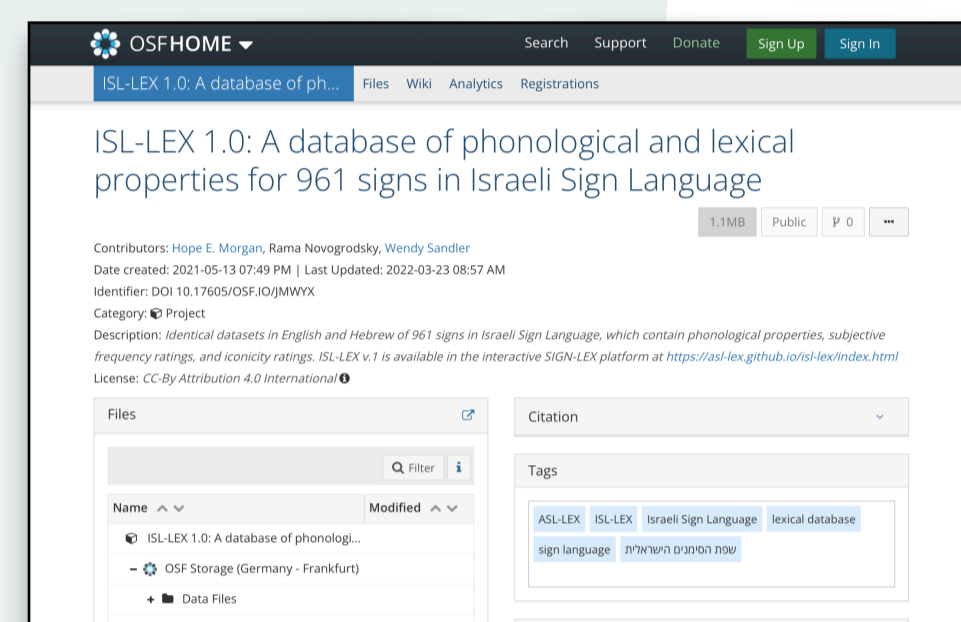 OSFHOME
Search Support Donate Sign Up Sign In
ISL-LEX 1.0: A database of ph... Files Wiki Analytics Registrations
ISL-LEX 1.0: A database of phonological and lexical
properties for 961 signs in Israeli Sign Language
1.1MB Public 0 ...
Contributors: Hope E. Morgan, Rama Novogrodsky, Wendy Sandler
Date created: 2021-05-13 07:49 PM | Last Updated: 2022-03-23 08:57 AM
Identifier: DOI 10.17605/OSF.IO/JMWYX
Category: Project
Description: Identical datasets in English and Hebrew of 961 signs in Israeli Sign Language, which contain phonological properties, subjective
frequency ratings, and iconicity ratings. ISL-LEX v.1 is available in the interactive SIGN-LEX platform at https://asl-lex.github.io/isl-lex/index.html
License: CC-By Attribution 4.0 International
Files
Filter i
Name Modified
ISL-LEX 1.0: A database of phonologi...
OSF Storage (Germany - Frankfurt)
Data Files
Citation
Tags
ASL-LEX ISL-LEX Israeli Sign Language lexical database
sign language שפת הסימנים הישראלית